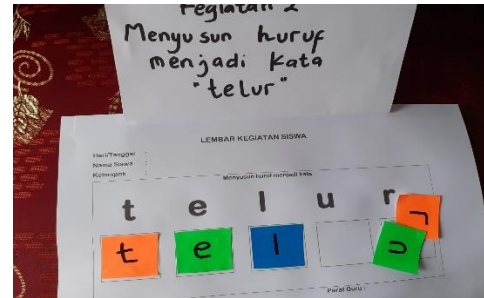 Kegiatan 2
Menyusun huruf
menjadi kata
"telur"
LEMBAR KEGIATAN SISWA
Hari/Tanggal :
Nama Siswa :
Kelompok :
Menyusun huruf menjadi kata
t e l u r
t e l u r
Paraf Guru :